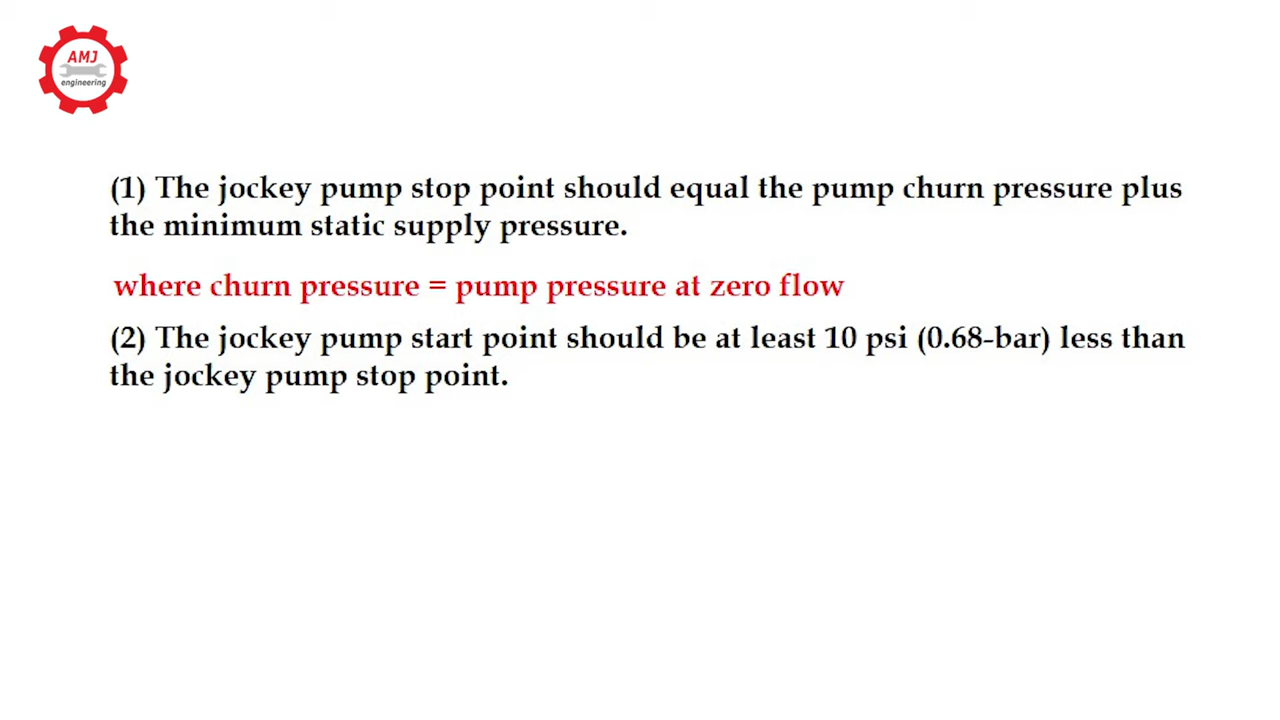 AMJ
engineering
(1) The jockey pump stop point should equal the pump churn pressure plus
the minimum static supply pressure.
where churn pressure = pump pressure at zero flow
(2) The jockey pump start point should be at least 10 psi (0.68-bar) less than
the jockey pump stop point.